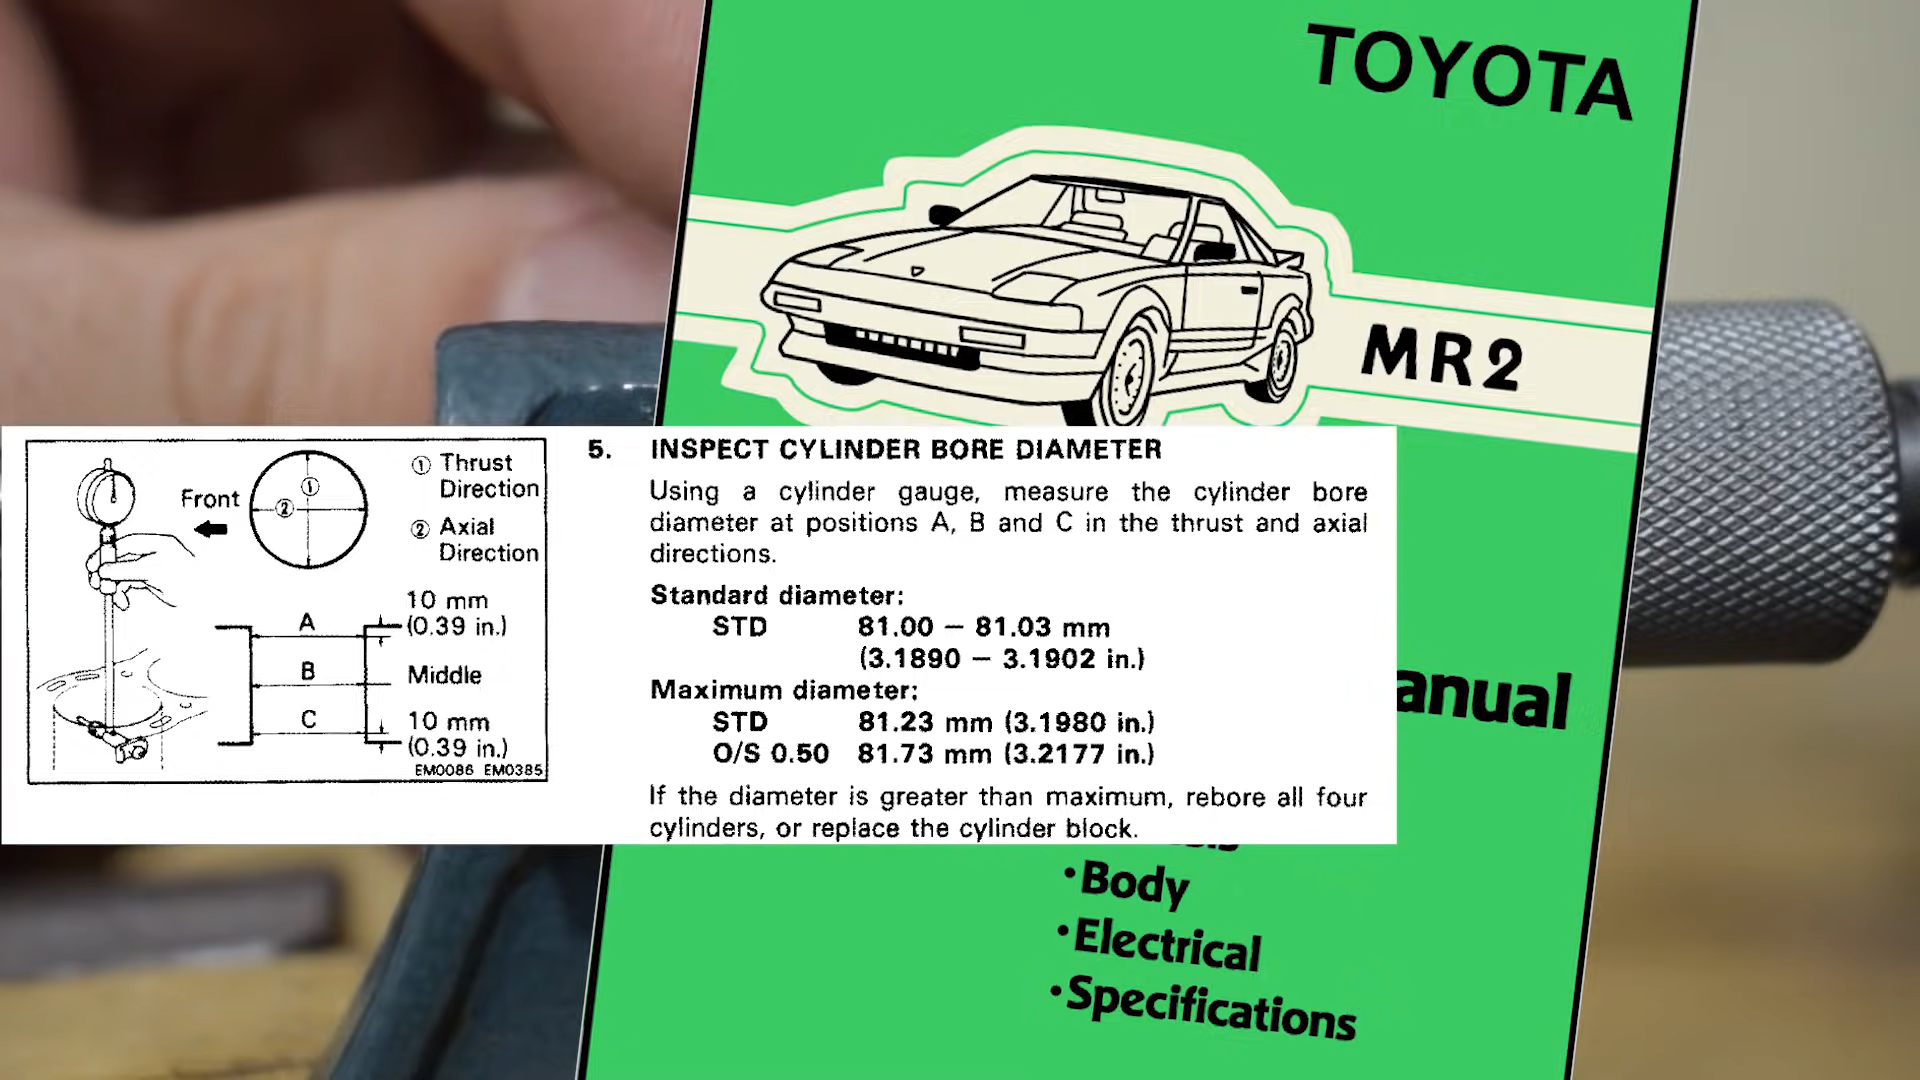 TOYOTA
MR2
① Thrust
Direction
Front
①
②
② Axial
Direction
10 mm
(0.39 in.)
A
B
Middle
C
10 mm
(0.39 in.)
EM0086 EM0385
5. INSPECT CYLINDER BORE DIAMETER
Using a cylinder gauge, measure the cylinder bore
diameter at positions A, B and C in the thrust and axial
directions.
Standard diameter:
STD 81.00 – 81.03 mm
(3.1890 – 3.1902 in.)
Maximum diameter:
STD 81.23 mm (3.1980 in.)
O/S 0.50 81.73 mm (3.2177 in.)
If the diameter is greater than maximum, rebore all four
cylinders, or replace the cylinder block.
•Body
•Electrical
•Specifications